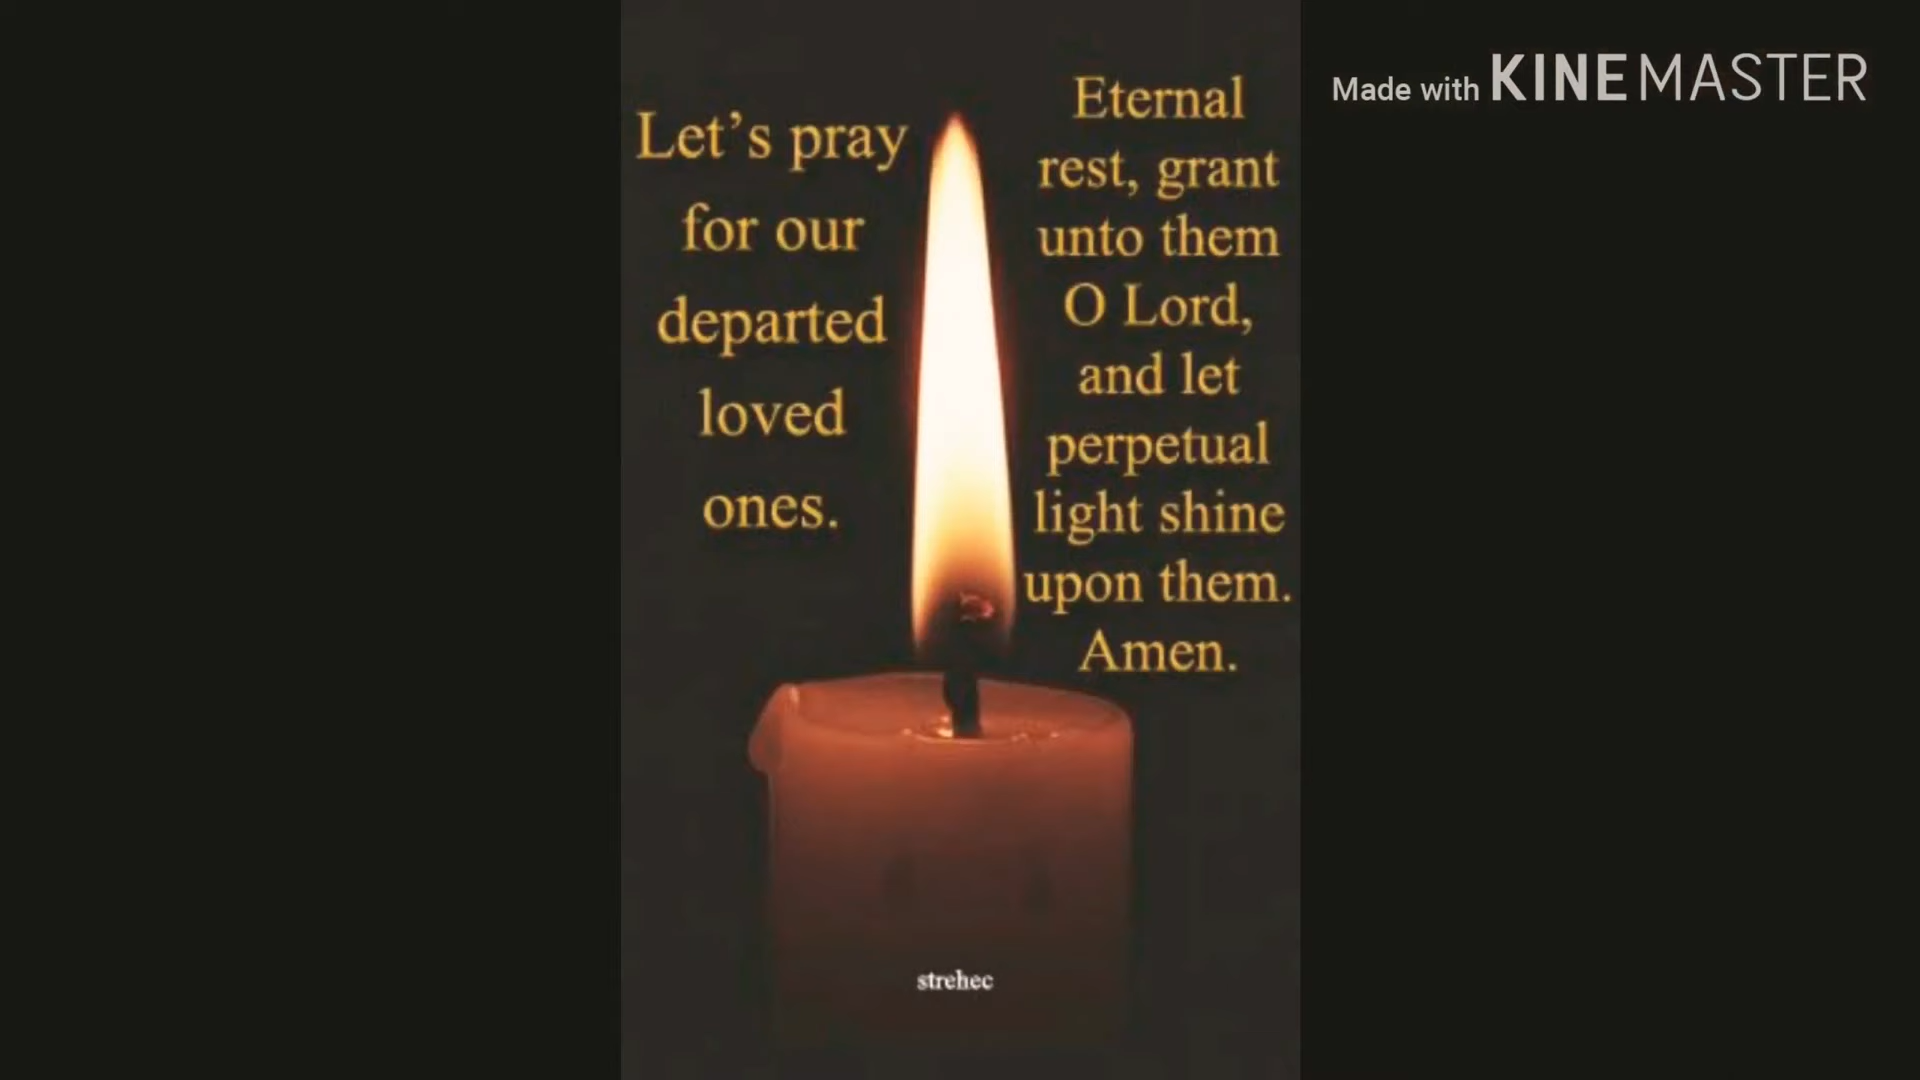 Let's pray
for our
departed
loved
ones.
Eternal
rest, grant
unto them
O Lord,
and let
perpetual
light shine
upon them.
Amen.
strehec
Made with KINEMASTER